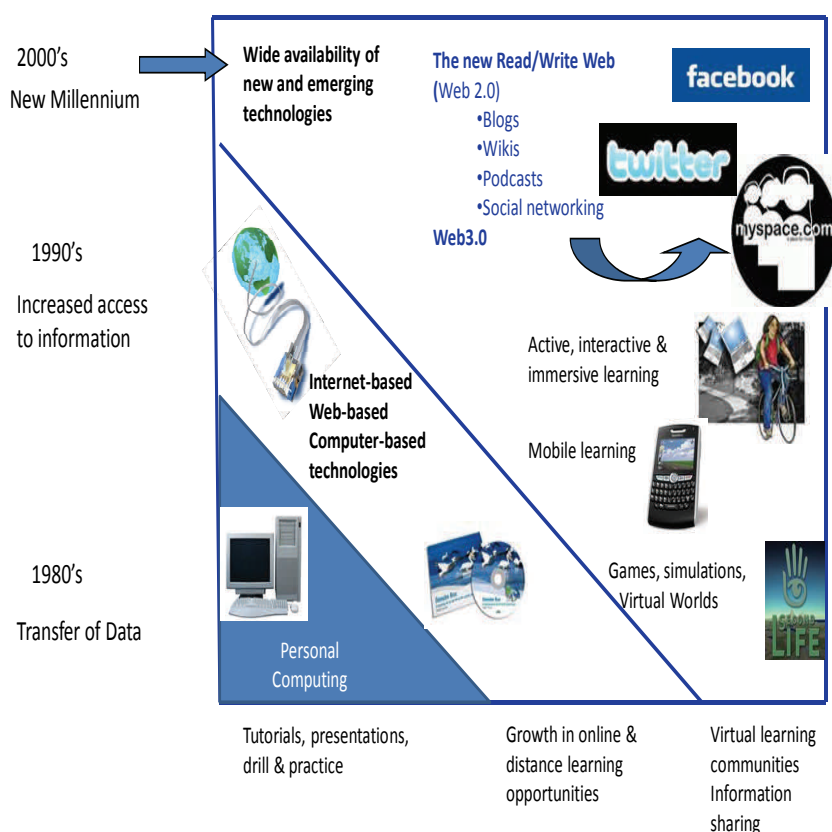 2000's
New Millennium
Wide availability of
new and emerging
technologies
The new Read/Write Web
(Web 2.0)
•Blogs
•Wikis
•Podcasts
•Social networking
Web3.0
facebook
twitter
myspace.com
1990's
Increased access
to information
Internet-based
Web-based
Computer-based
technologies
Active, interactive &
immersive learning
Mobile learning
1980's
Transfer of Data
Personal
Computing
Games, simulations,
Virtual Worlds
SECOND
LIFE
Tutorials, presentations,
drill & practice
Growth in online &
distance learning
opportunities
Virtual learning
communities
Information
sharing